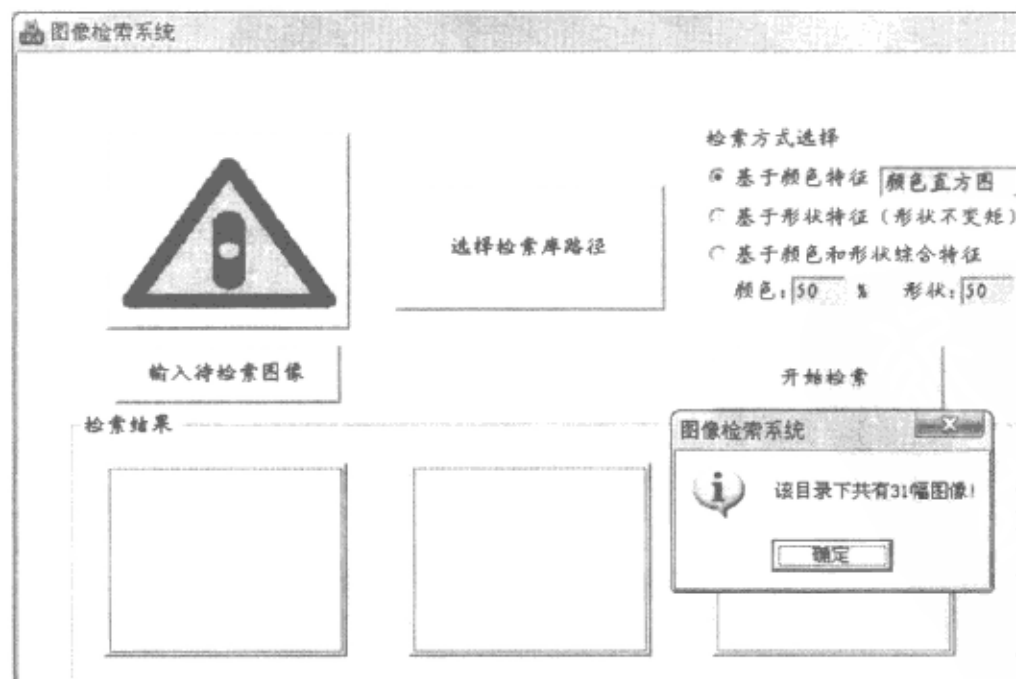 图像检索系统
检索方式选择
基于颜色特征 颜色直方图
基于形状特征（形状不变矩）
基于颜色和形状综合特征
颜色：50 % 形状：50
选择检索库路径
输入待检索图像
开始检索
检索结果
图像检索系统
该目录下共有31幅图像!
确定